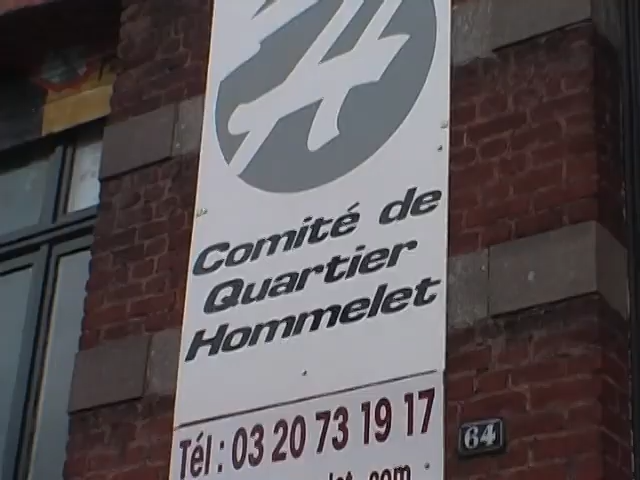 H
Comité de
Quartier
Hommelet
Tél : 03 20 73 19 17
64